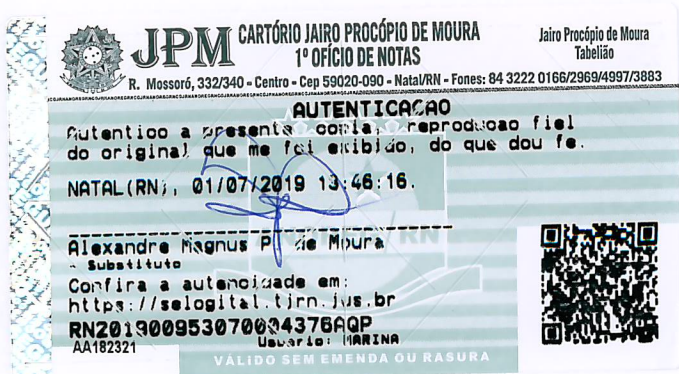 JPM
CARTÓRIO JAIRO PROCÓPIO DE MOURA
1º OFÍCIO DE NOTAS
Jairo Procópio de Moura
Tabelião
R. Mossoró, 332/340 - Centro - Cep 59020-090 - Natal/RN - Fones: 84 3222 0166/2969/4997/3883
AUTENTICACAO
Autentico a presente copia, reproducao fiel
do original que me foi exibido, do que dou fe.
NATAL(RN), 01/07/2019 13:46:16.
Alexandre Magnus P. de Moura
- Substituto
Confira a autencidade em:
https://selogital.tjrn.jus.br
RN201900953070004376AQP
AA182321
Usuario: MARINA
VÁLIDO SEM EMENDA OU RASURA